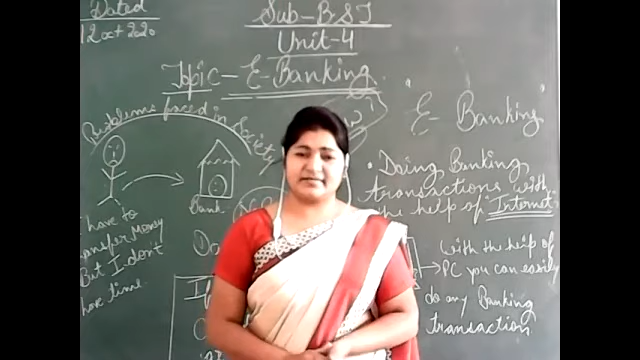 Dated
12 Oct 2020
Sub-BST
Unit-4
Topic - E-Banking
Problems faced in Society
Bank
I have to
transfer Money
But I don't
have time.
E-Banking
• Doing Banking
transactions with
the help of "Internet"
With the help of
PC you can easily
do any Banking
transaction